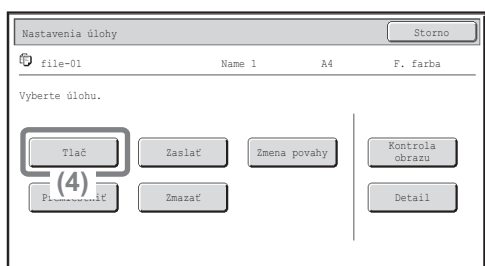 Nastavenia úlohy Storno
file-01 Name 1 A4 F. farba
Vyberte úlohu.
Tlač Zaslať Zmena povahy Kontrola obrazu
(4)
Zmazať Detail